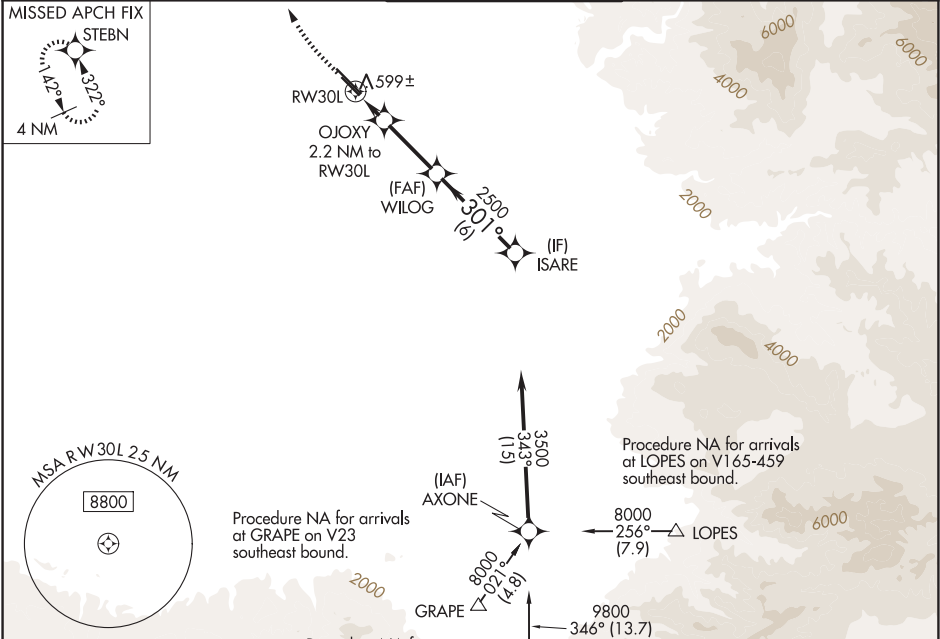 MISSED APCH FIX
STEBN
142°
322°
4 NM
6000
6000
4000
599±
RW30L
OJOXY
2.2 NM to
RW30L
(FAF)
WILOG
2500
301°
(6)
(IF)
ISARE
2000
2000
4000
MSA RW30L 25 NM
8800
Procedure NA for arrivals
at GRAPE on V23
southeast bound.
3500
343°
(15)
(IAF)
AXONE
Procedure NA for arrivals
at LOPES on V165-459
southeast bound.
8000
256°
(7.9)
LOPES
6000
8000
021°
(4.8)
GRAPE
2000
9800
346° (13.7)